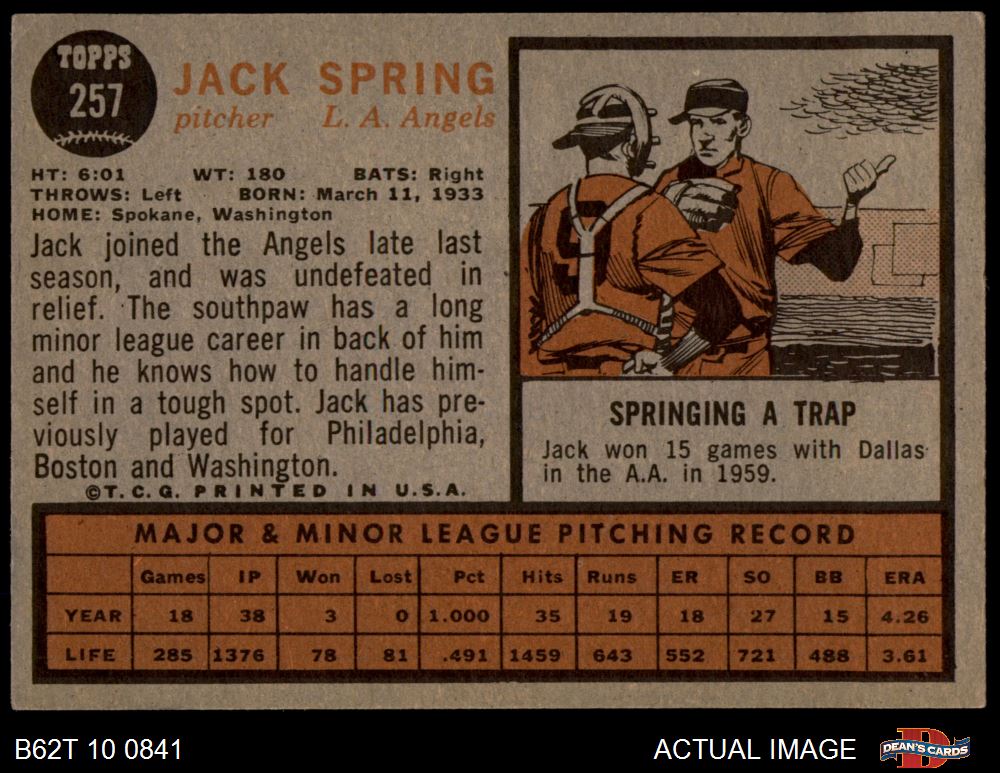 TOPPS
257
JACK SPRING
pitcher L. A. Angels
HT: 6:01 WT: 180 BATS: Right
THROWS: Left BORN: March 11, 1933
HOME: Spokane, Washington
Jack joined the Angels late last
season, and was undefeated in
relief. The southpaw has a long
minor league career in back of him
and he knows how to handle him-
self in a tough spot. Jack has pre-
viously played for Philadelphia,
Boston and Washington.
©T.C.G. PRINTED IN U.S.A.
9
SPRINGING A TRAP
Jack won 15 games with Dallas
in the A.A. in 1959.
MAJOR & MINOR LEAGUE PITCHING RECORD
Games IP Won Lost Pct Hits Runs ER SO BB ERA
YEAR 18 38 3 0 1.000 35 19 18 27 15 4.26
LIFE 285 1376 78 81 .491 1459 643 552 721 488 3.61
B62T 10 0841 ACTUAL IMAGE DEAN'S CARDS